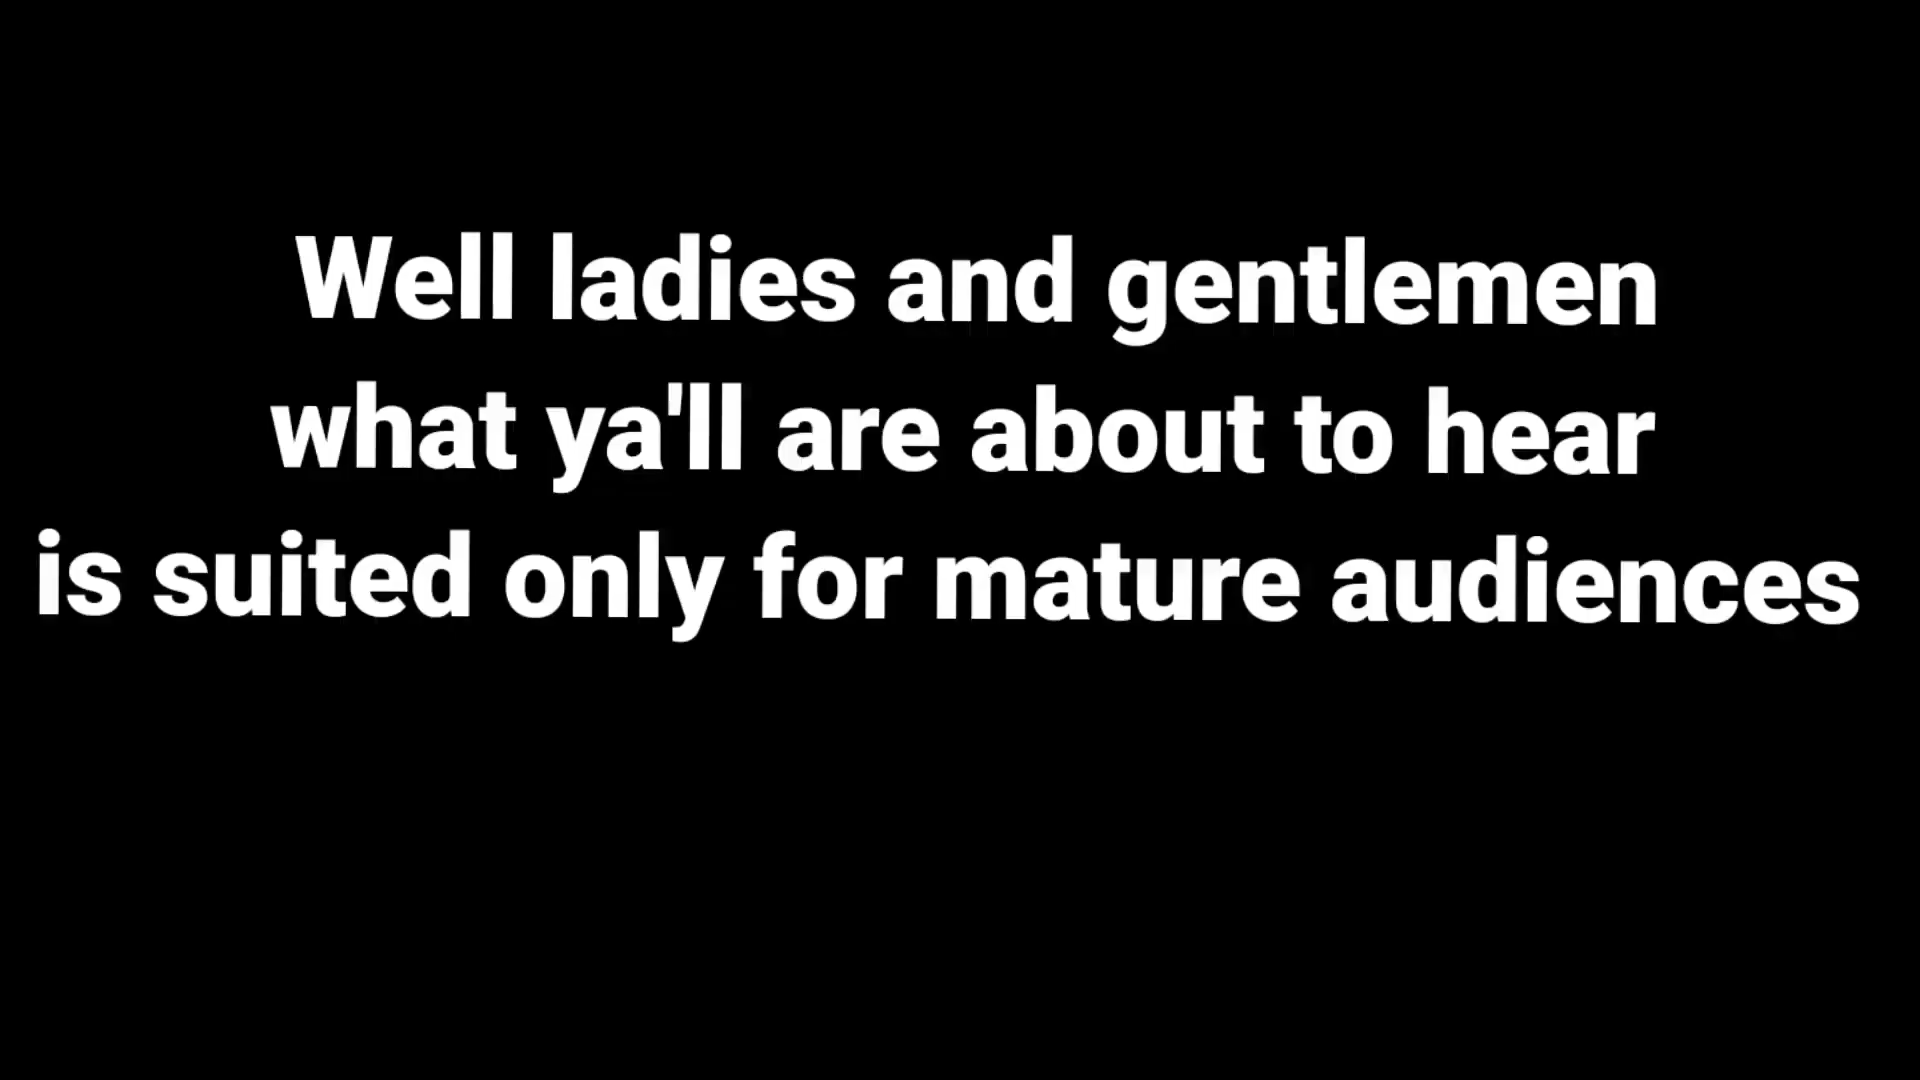 Well ladies and gentlemen
what ya'll are about to hear
is suited only for mature audiences